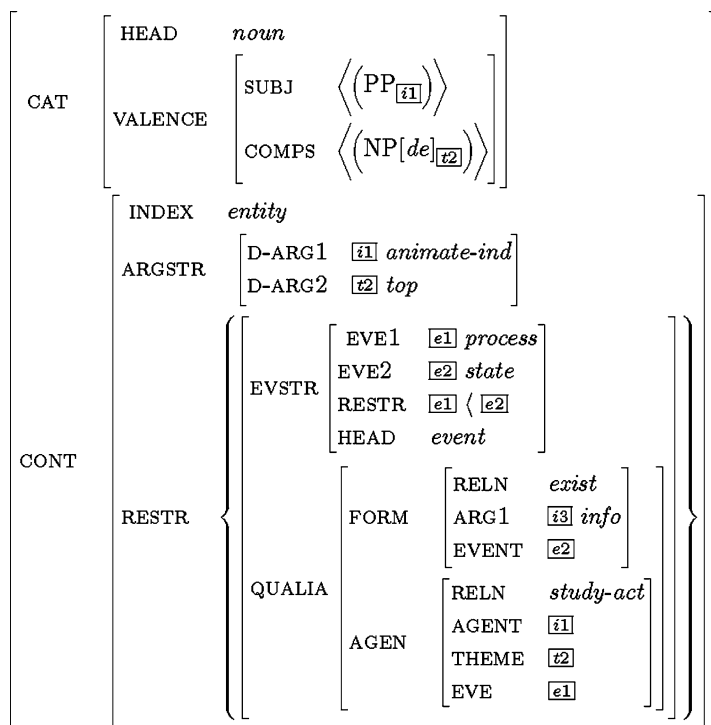 HEAD noun
SUBJ ⟨(PP[i1])⟩
CAT
VALENCE
COMPS ⟨(NP[de][t2])⟩
INDEX entity
D-ARG1 [i1] animate-ind
ARGSTR
D-ARG2 [t2] top
EVE1 [e1] process
EVE2 [e2] state
EVSTR
RESTR [e1] ⟨ [e2]
HEAD event
CONT
RELN exist
RESTR
FORM ARG1 [i3] info
EVENT [e2]
QUALIA
RELN study-act
AGENT [i1]
AGEN
THEME [t2]
EVE [e1]